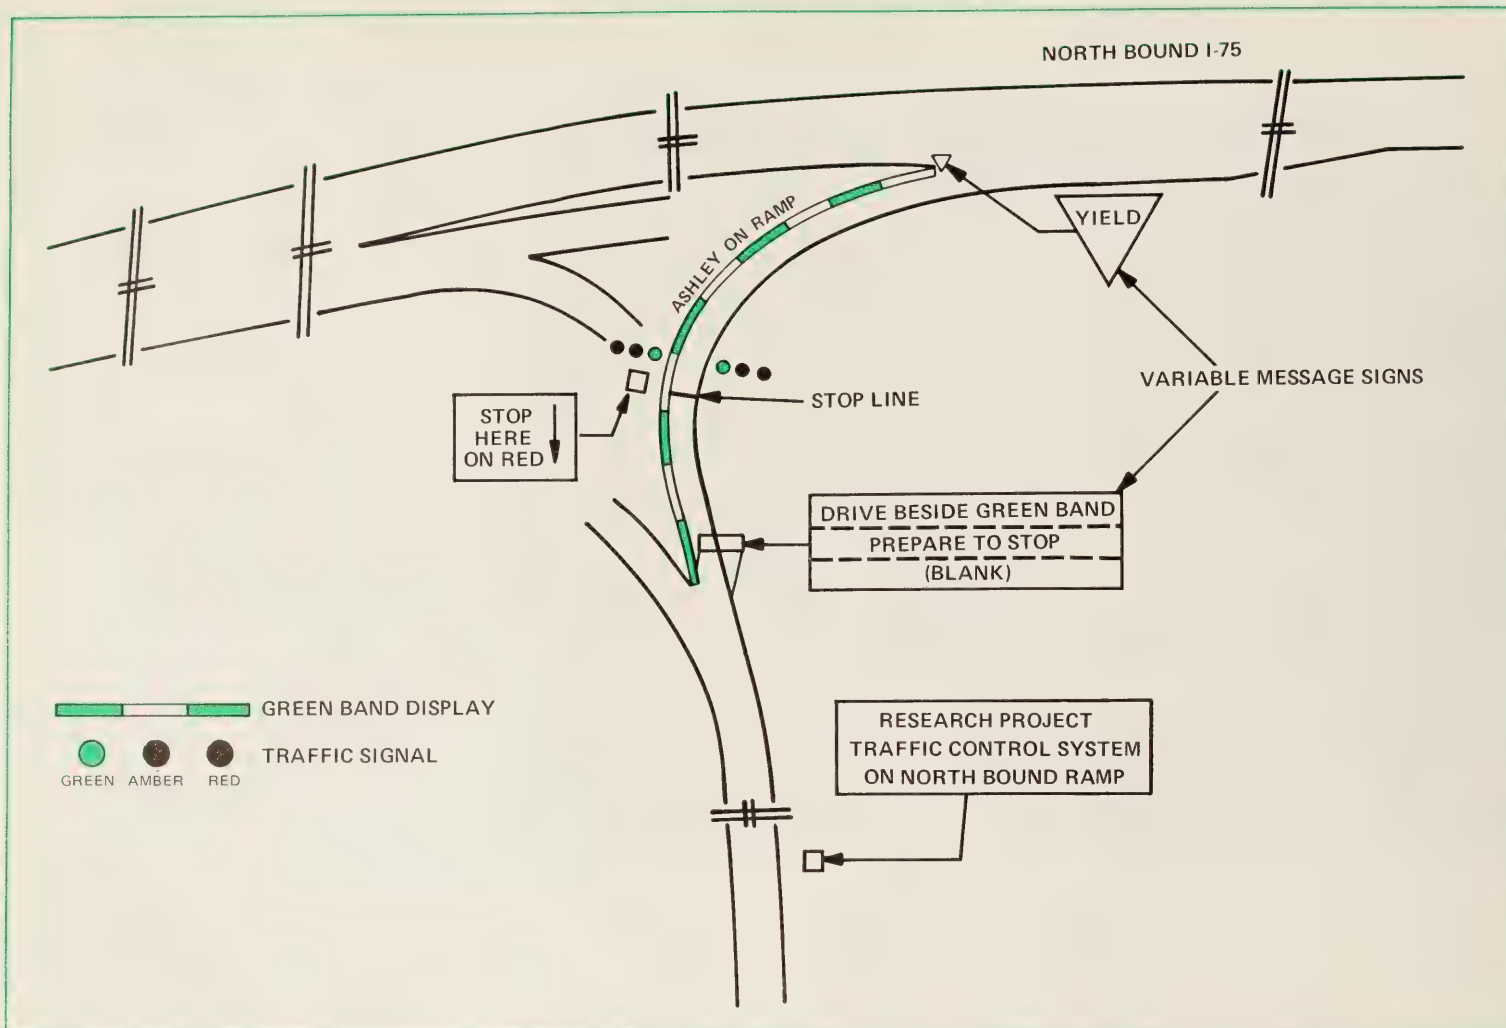 NORTH BOUND I-75
YIELD
ASHLEY ON RAMP
VARIABLE MESSAGE SIGNS
STOP LINE
STOP
HERE
ON RED
DRIVE BESIDE GREEN BAND
PREPARE TO STOP
(BLANK)
GREEN BAND DISPLAY
TRAFFIC SIGNAL
GREEN AMBER RED
RESEARCH PROJECT
TRAFFIC CONTROL SYSTEM
ON NORTH BOUND RAMP